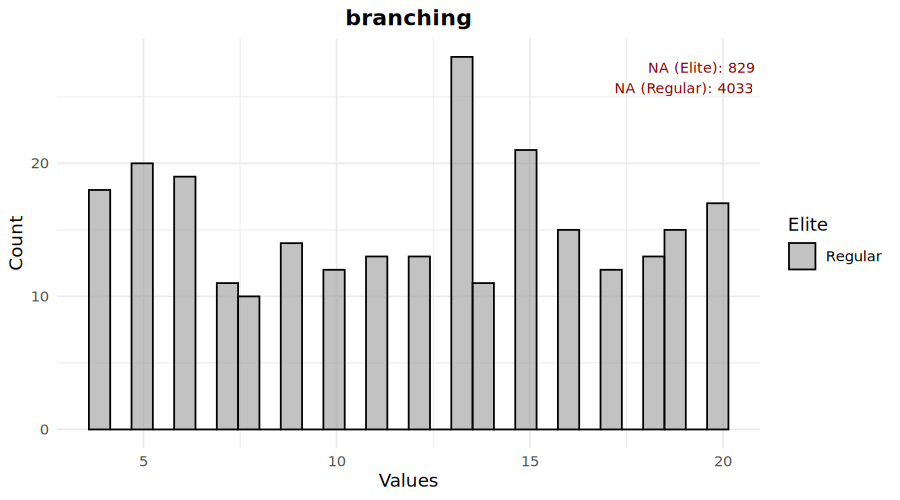 branching
NA (Elite): 829
NA (Regular): 4033
20
10
0
Count
5
10
15
20
Values
Elite
Regular